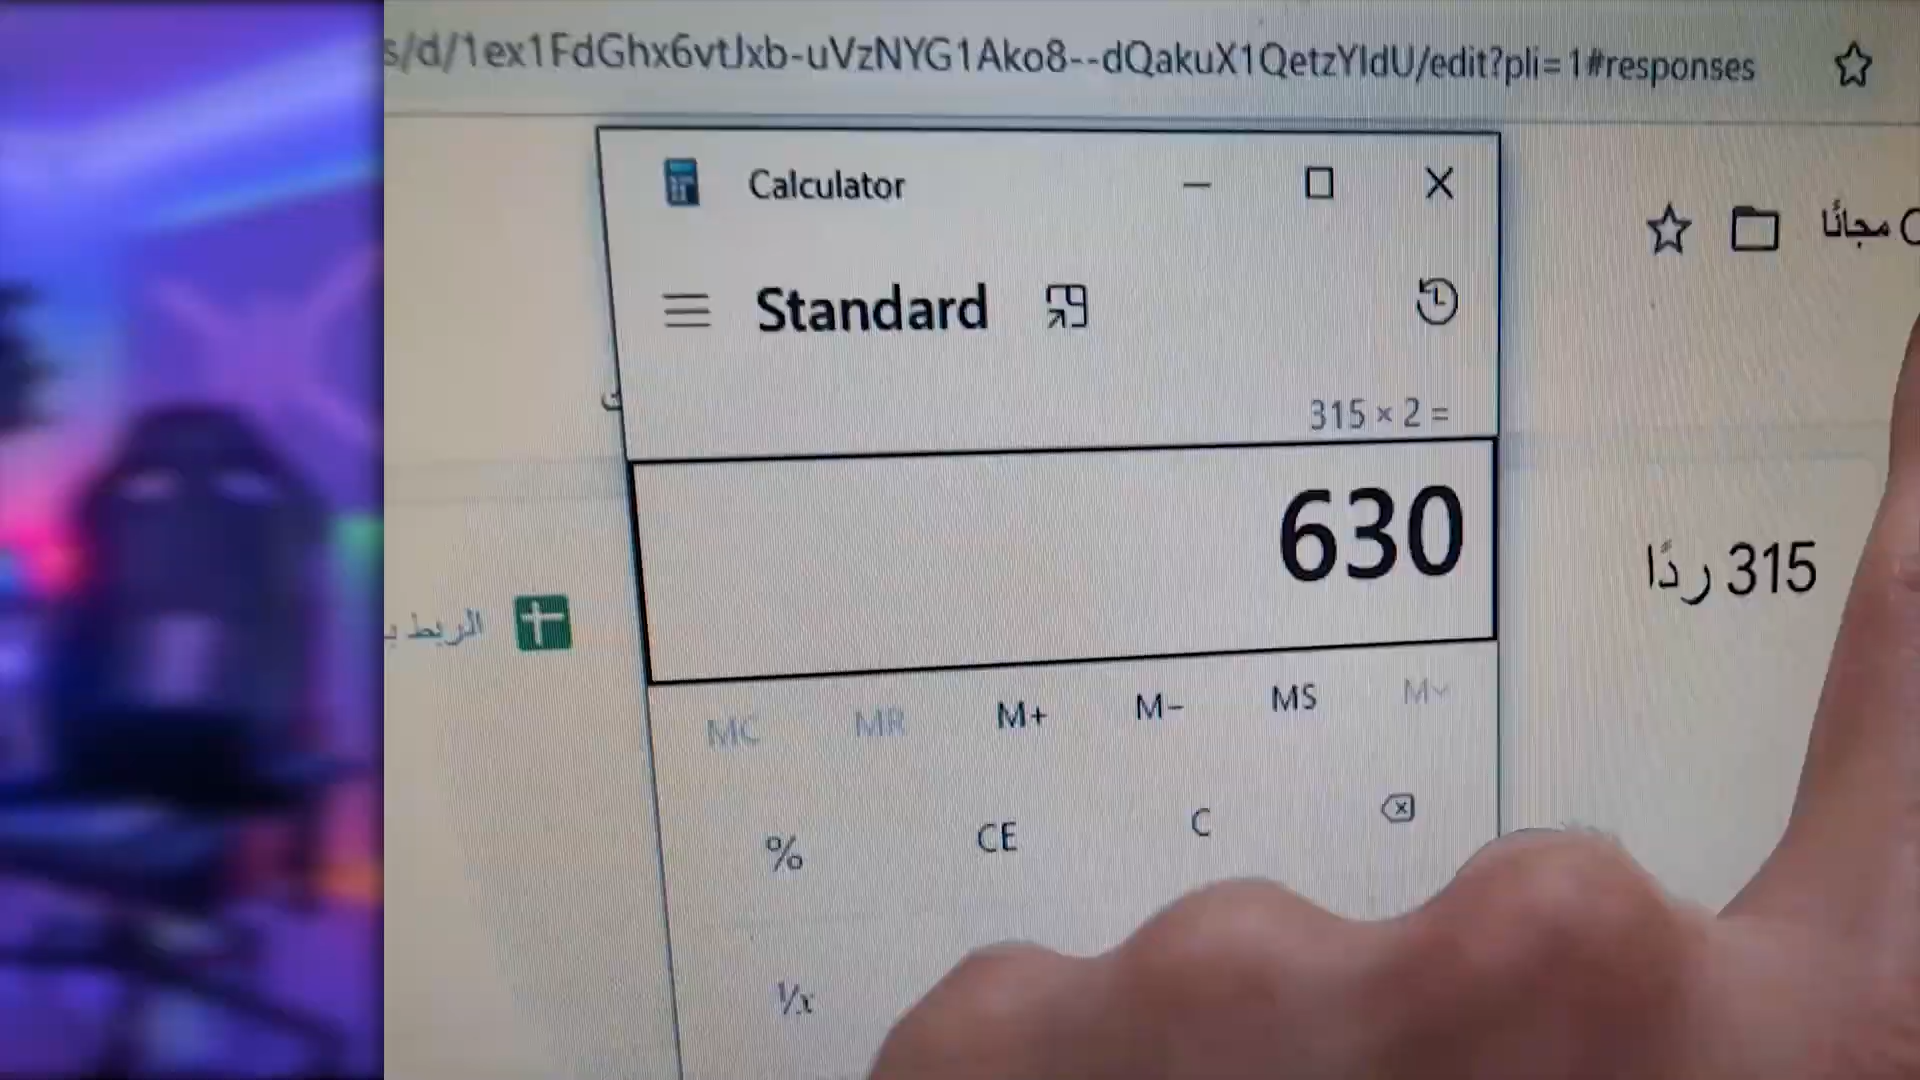 s/d/1ex1FdGhx6vtJxb-uVzNYG1Ako8--dQakuX1QetzYIdU/edit?pli=1#responses
Calculator
Standard
مجانًا
315 × 2 =
630
315 ردًا
الربط
MC MR M+ M- MS M
% CE C
1/x